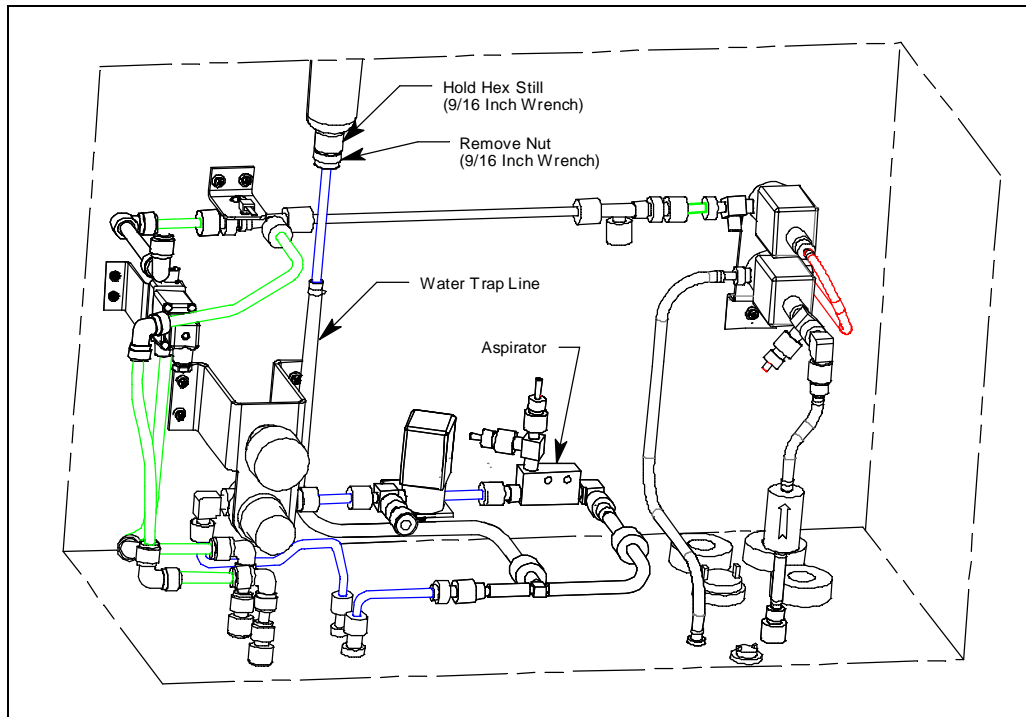 Hold Hex Still
(9/16 Inch Wrench)
Remove Nut
(9/16 Inch Wrench)
Water Trap Line
Aspirator